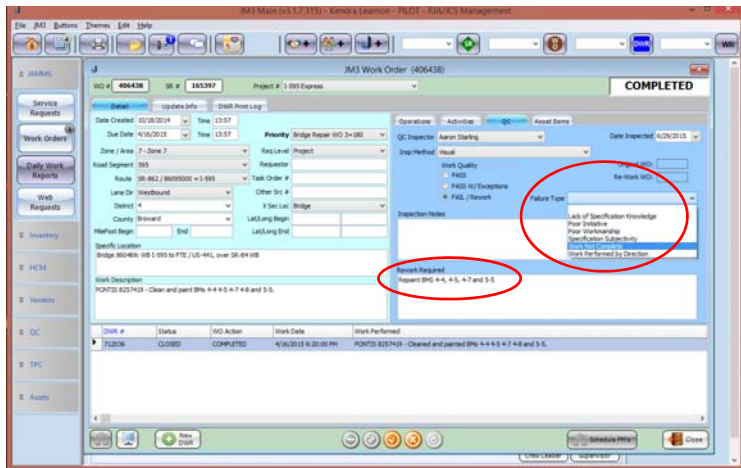 JM3 Main (v3.1.7.315) - Kendra Learnon - PILOT - RJA/ICS Management
File JM3 Buttons Themes Edit Help
DWR WR
JAMMS
Service Requests
Work Orders
Daily Work Reports
Web Requests
Inventory
HCM
Vendors
QC
TPC
Assets
JM3 Work Order (406438)
WO # 406438 SR # 165397 Project # I-595 Express COMPLETED
Detail Update Info DWR Print Log
Date Created 10/18/2014 Time 13:57
Due Date 4/16/2015 Time 13:57 Priority Bridge Repair WO 3=180
Zone / Area 7 - Zone 7 Req Level Project
Road Segment 595 Requestor
Route SR-862 / 86095000 = I-595 Task Order #
Lane Dir Westbound Other Src #
District 4 X Sec Loc Bridge
County Broward Lat/Long Begin
MilePost Begin End Lat/Long End
Specific Location
Bridge 860469: WB I-595 to FTE / US-441, over SR-84 WB
Work Description
PONTIS 8257419 - Clean and paint BMs 4-4 4-5 4-7 4-8 and 5-5.
Operations Activities QC Asset Items
QC Inspector Aaron Starling Date Inspected 6/29/2015
Insp Method Visual
Work Quality Original WO:
PASS Re-Work WO:
PASS W/ Exceptions
FAIL / Rework Failure Type
Lack of Specification Knowledge
Poor Initiative
Poor Workmanship
Specification Subjectivity
Work Not Complete
Work Performed by Direction
Inspection Notes
Rework Required
Repaint BMS 4-4, 4-5, 4-7 and 5-5
DWR # Status WO Action Work Date Work Performed
712036 CLOSED COMPLETED 4/16/2015 9:20:00 PM PONTIS 8257419 - Cleaned and painted BMs 4-4 4-5 4-7 4-8 and 5-5.
New DWR Schedule PM's Close
Crew Leader Supervisor